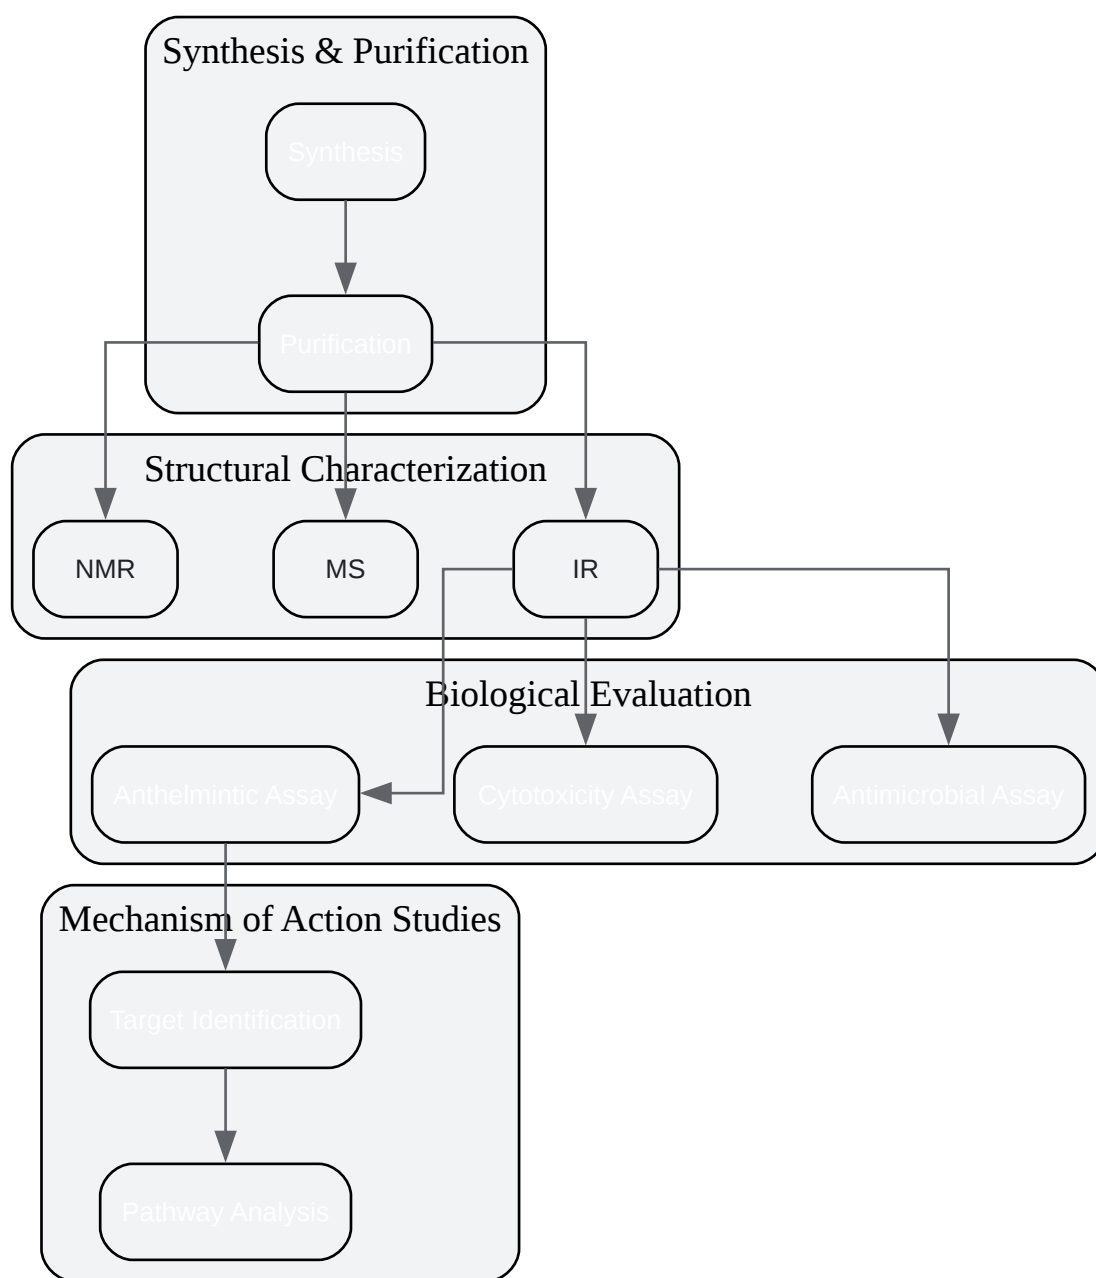 Synthesis & Purification
Synthesis
Purification
Structural Characterization
NMR
MS
IR
Biological Evaluation
Anthelmintic Assay
Cytotoxicity Assay
Antimicrobial Assay
Mechanism of Action Studies
Target Identification
Pathway Analysis